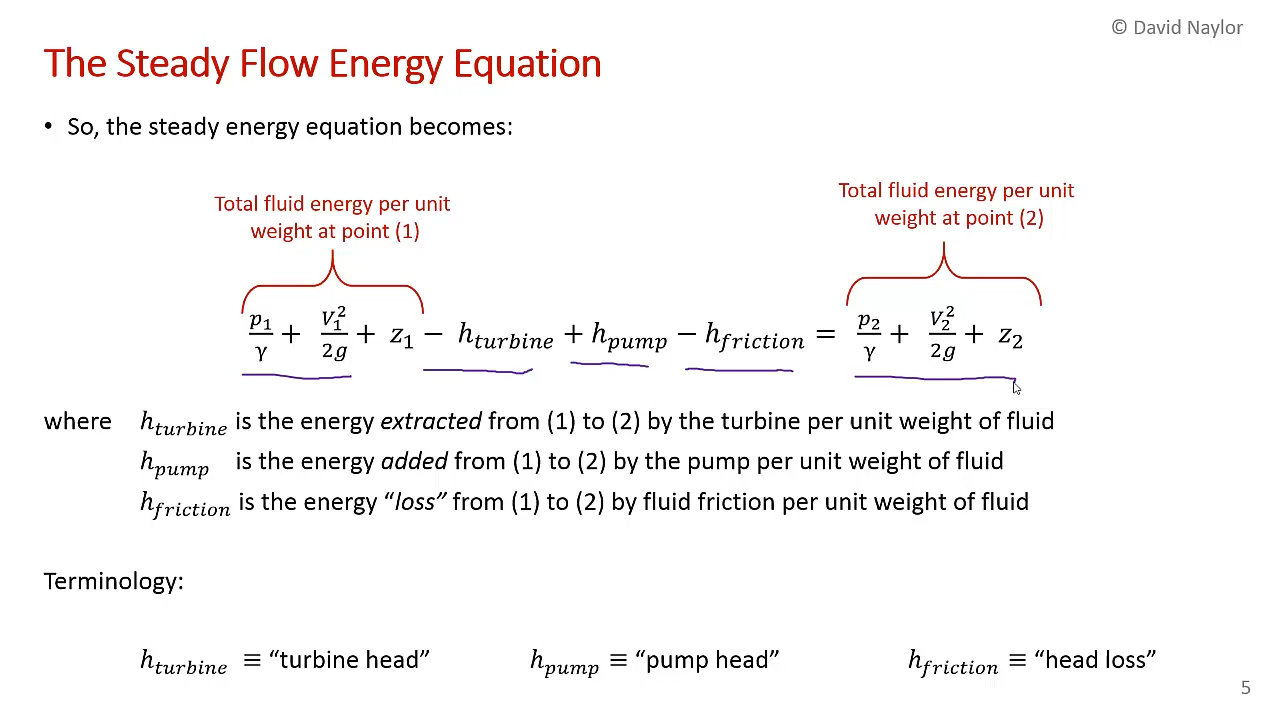 © David Naylor
The Steady Flow Energy Equation
• So, the steady energy equation becomes:
Total fluid energy per unit
weight at point (1)
Total fluid energy per unit
weight at point (2)
p₁/γ + V₁²/2g + z₁ − h_turbine + h_pump − h_friction = p₂/γ + V₂²/2g + z₂
where h_turbine is the energy extracted from (1) to (2) by the turbine per unit weight of fluid
h_pump is the energy added from (1) to (2) by the pump per unit weight of fluid
h_friction is the energy “loss” from (1) to (2) by fluid friction per unit weight of fluid
Terminology:
h_turbine ≡ “turbine head” h_pump ≡ “pump head” h_friction ≡ “head loss”
5